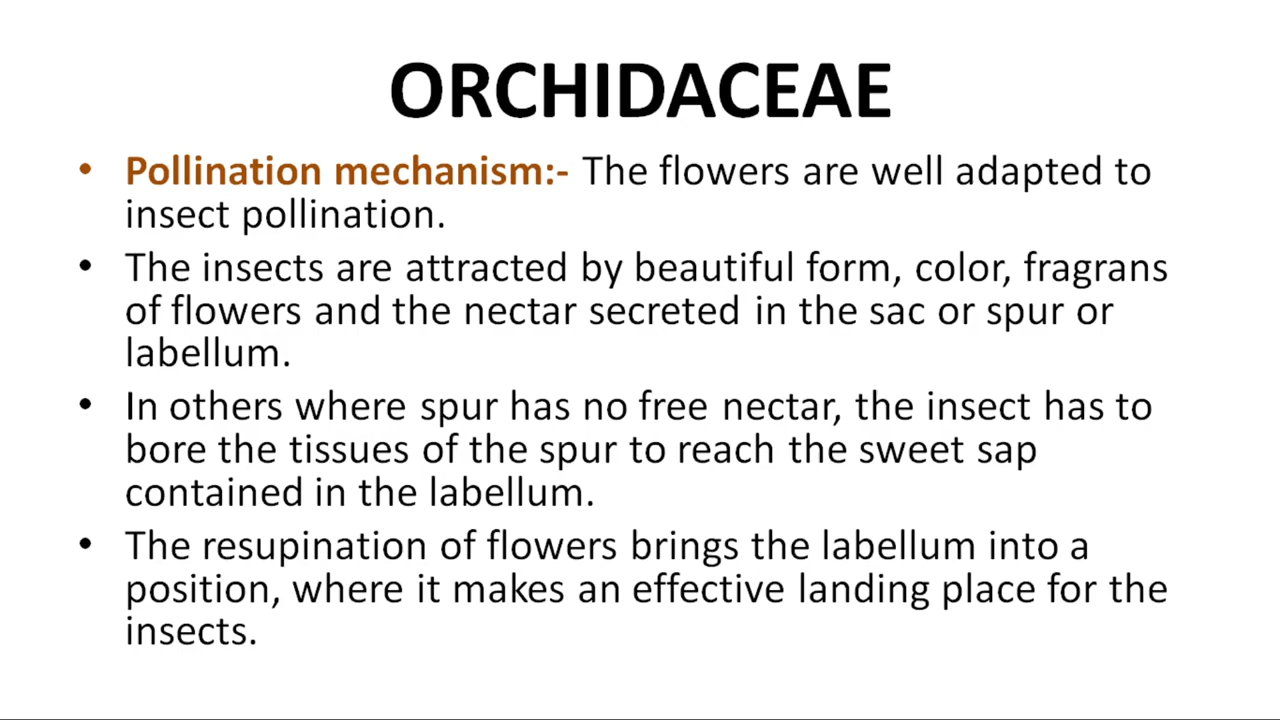 ORCHIDACEAE
• Pollination mechanism:- The flowers are well adapted to
insect pollination.
• The insects are attracted by beautiful form, color, fragrans
of flowers and the nectar secreted in the sac or spur or
labellum.
• In others where spur has no free nectar, the insect has to
bore the tissues of the spur to reach the sweet sap
contained in the labellum.
• The resupination of flowers brings the labellum into a
position, where it makes an effective landing place for the
insects.